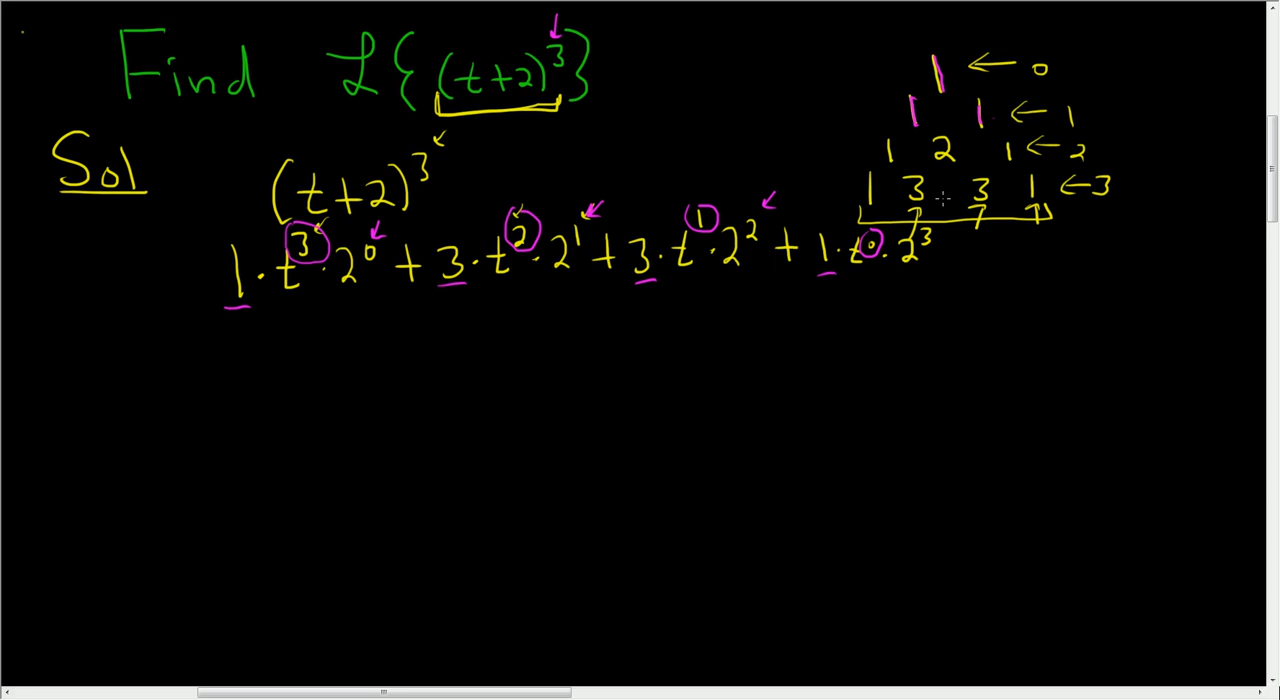 Find ℒ{(t+2)³}
1 ← 0
1 1 ← 1
1 2 1 ← 2
1 3 3 1 ← 3
Sol
(t+2)³
1·t³·2⁰ + 3·t²·2¹ + 3·t¹·2² + 1·t⁰·2³